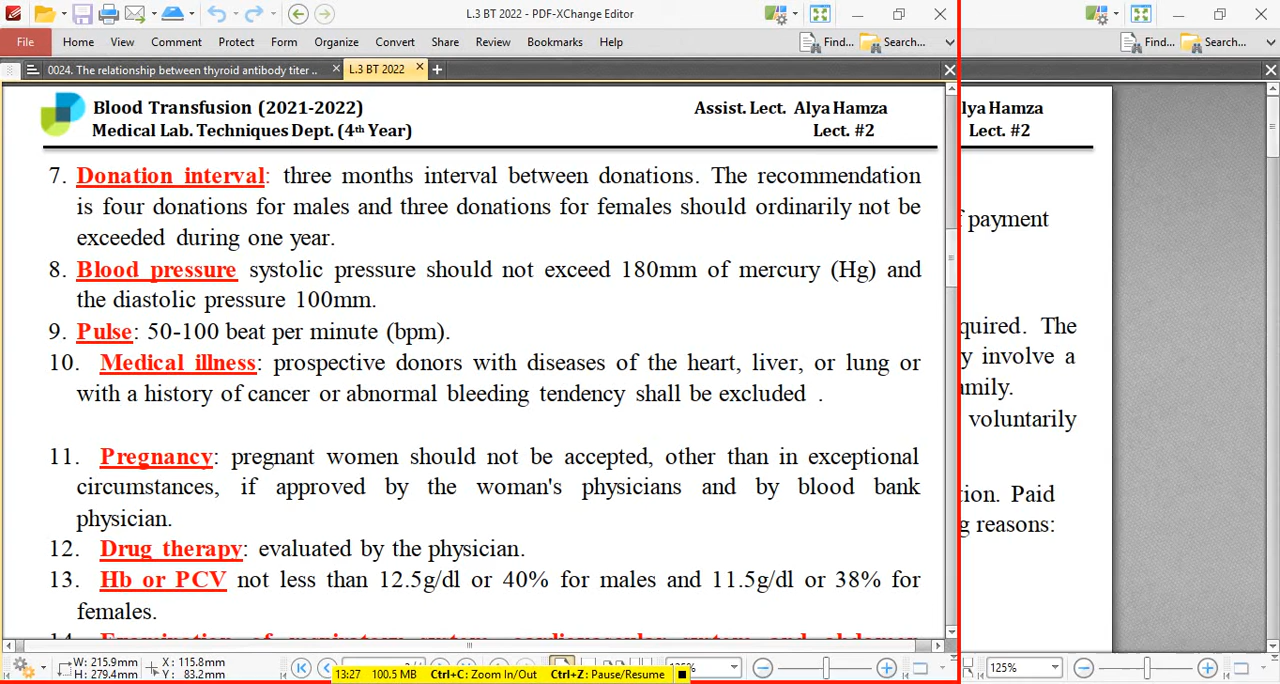 L.3 BT 2022 - PDF-XChange Editor
File Home View Comment Protect Form Organize Convert Share Review Bookmarks Help Find... Search... Find... Search...
0024. The relationship between thyroid antibody titer .. L.3 BT 2022
Blood Transfusion (2021-2022) Assist. Lect. Alya Hamza lya Hamza
Medical Lab. Techniques Dept. (4th Year) Lect. #2 Lect. #2
7. Donation interval: three months interval between donations. The recommendation
is four donations for males and three donations for females should ordinarily not be
exceeded during one year.
8. Blood pressure systolic pressure should not exceed 180mm of mercury (Hg) and
the diastolic pressure 100mm.
9. Pulse: 50-100 beat per minute (bpm).
10. Medical illness: prospective donors with diseases of the heart, liver, or lung or
with a history of cancer or abnormal bleeding tendency shall be excluded .
11. Pregnancy: pregnant women should not be accepted, other than in exceptional
circumstances, if approved by the woman's physicians and by blood bank
physician.
12. Drug therapy: evaluated by the physician.
13. Hb or PCV not less than 12.5g/dl or 40% for males and 11.5g/dl or 38% for
females.
payment
quired. The
y involve a
amily.
voluntarily
tion. Paid
g reasons:
W: 215.9mm X: 115.8mm
H: 279.4mm Y: 83.2mm
13:27 100.5 MB Ctrl+C: Zoom In/Out Ctrl+Z: Pause/Resume
125%